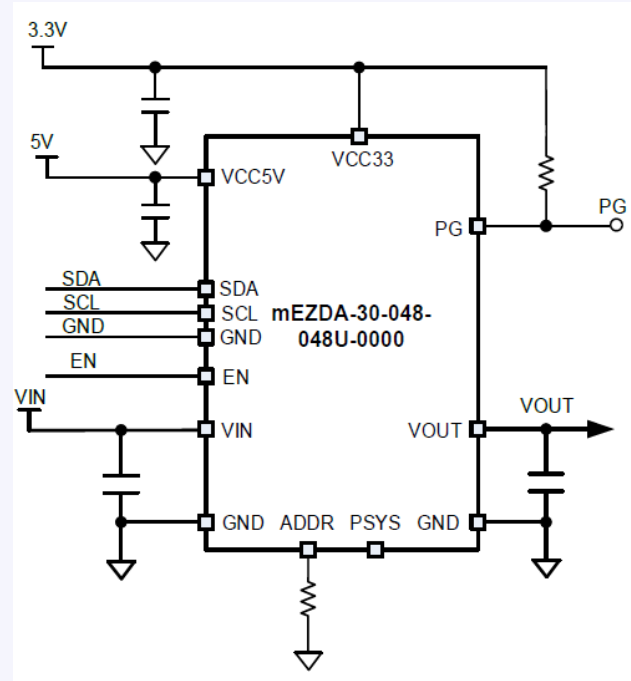 3.3V
VCC33
5V
VCC5V
PG
PG
SDA
SDA
SCL
SCL
GND
GND
mEZDA-30-048-
048U-0000
EN
EN
VIN
VIN
VOUT
VOUT
GND
ADDR
PSYS
GND